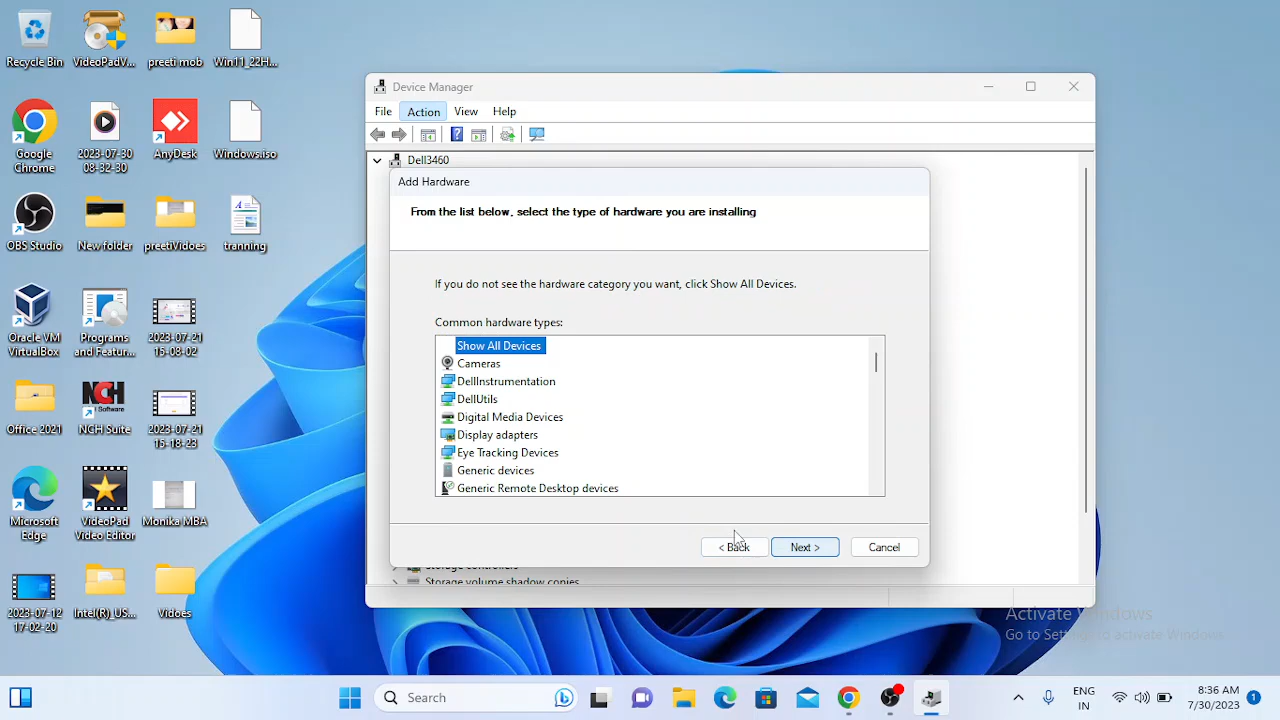 Recycle Bin
VideoPadV...
preeti mob
Win11_22H...
Google
Chrome
2023-07-30
08-32-30
AnyDesk
Windows.iso
OBS Studio
New folder
preetiVidoes
tranning
Oracle VM
VirtualBox
Programs
and Featur...
2023-07-21
15-08-02
Office 2021
NCH
Software
NCH Suite
2023-07-21
15-18-23
Microsoft
Edge
VideoPad
Video Editor
Monika MBA
2023-07-12
17-02-20
Intel(R)_US...
Vidoes
Device Manager
File Action View Help
Dell3460
Add Hardware
From the list below, select the type of hardware you are installing
If you do not see the hardware category you want, click Show All Devices.
Common hardware types:
Show All Devices
Cameras
DellInstrumentation
DellUtils
Digital Media Devices
Display adapters
Eye Tracking Devices
Generic devices
Generic Remote Desktop devices
< Back Next > Cancel
Storage controllers
Storage volume shadow copies
Activate Windows
Go to Settings to activate Windows.
Search
ENG
IN
8:36 AM
7/30/2023
1